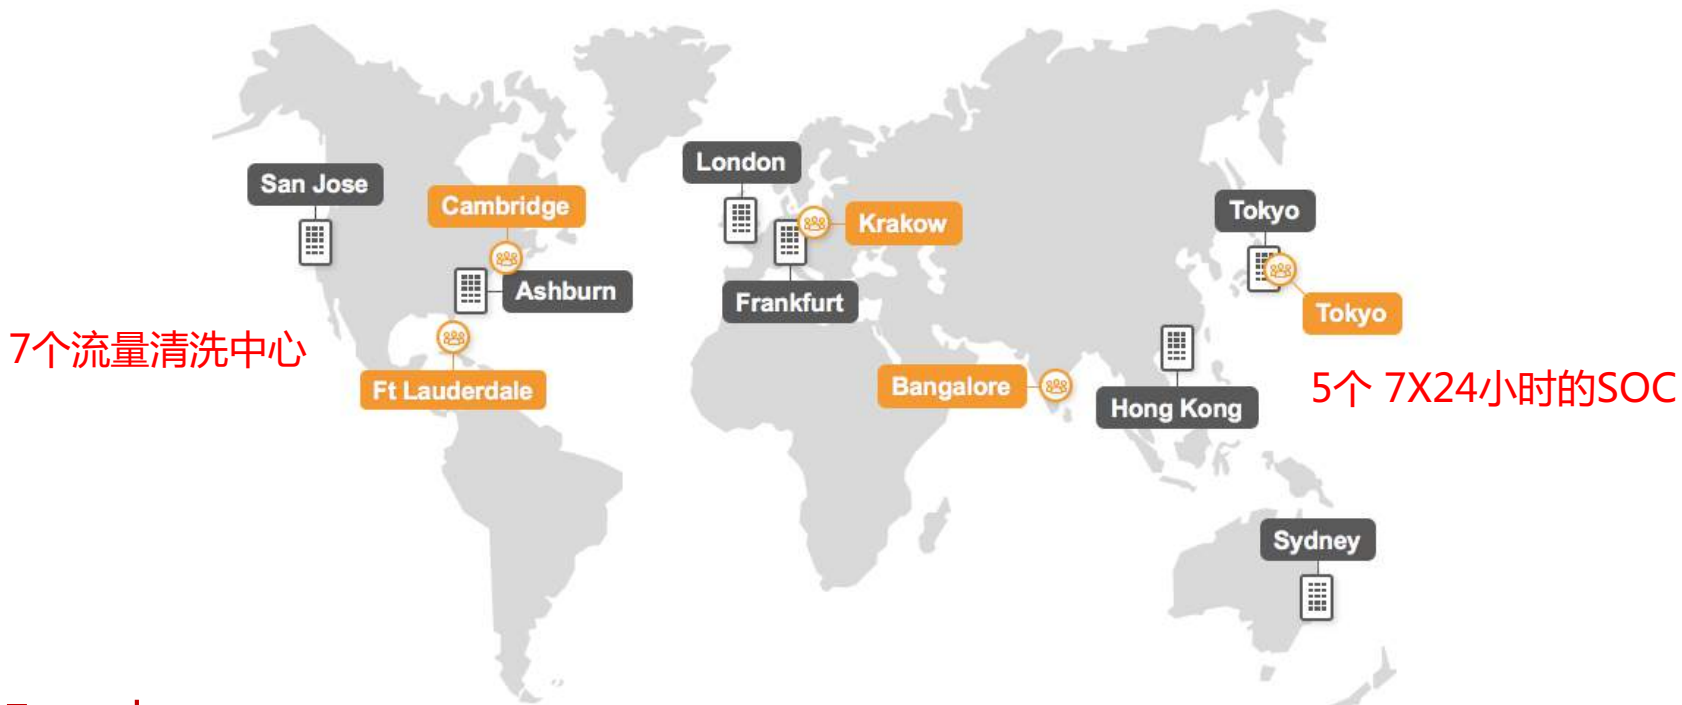 London
San Jose
Cambridge
Krakow
Tokyo
Ashburn
Frankfurt
Tokyo
7个流量清洗中心
Ft Lauderdale
Bangalore
Hong Kong
5个 7X24小时的SOC
Sydney